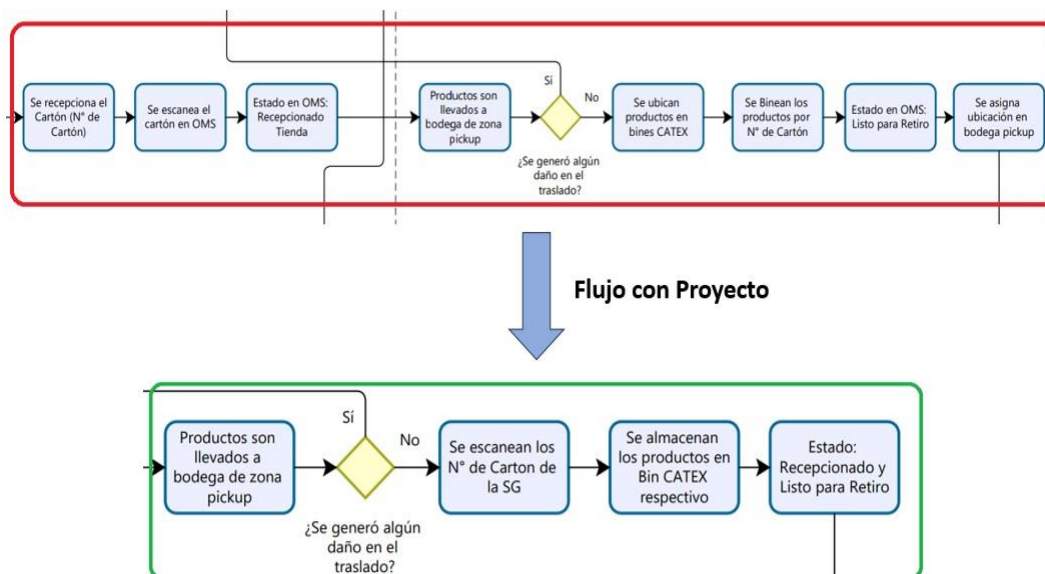 Se recepciona el
Cartón (N° de
Cartón)
Se escanea el
cartón en OMS
Estado en OMS:
Recepcionado
Tienda
Productos son
llevados a
bodega de zona
pickup
Sí
No
¿Se generó algún
daño en el
traslado?
Se ubican
productos en
bines CATEX
Se Binean los
productos por
N° de Cartón
Estado en OMS:
Listo para Retiro
Se asigna
ubicación en
bodega pickup
Flujo con Proyecto
Productos son
llevados a
bodega de zona
pickup
Sí
No
¿Se generó algún
daño en el
traslado?
Se escanean los
N° de Carton de
la SG
Se almacenan
los productos en
Bin CATEX
respectivo
Estado:
Recepcionado y
Listo para Retiro